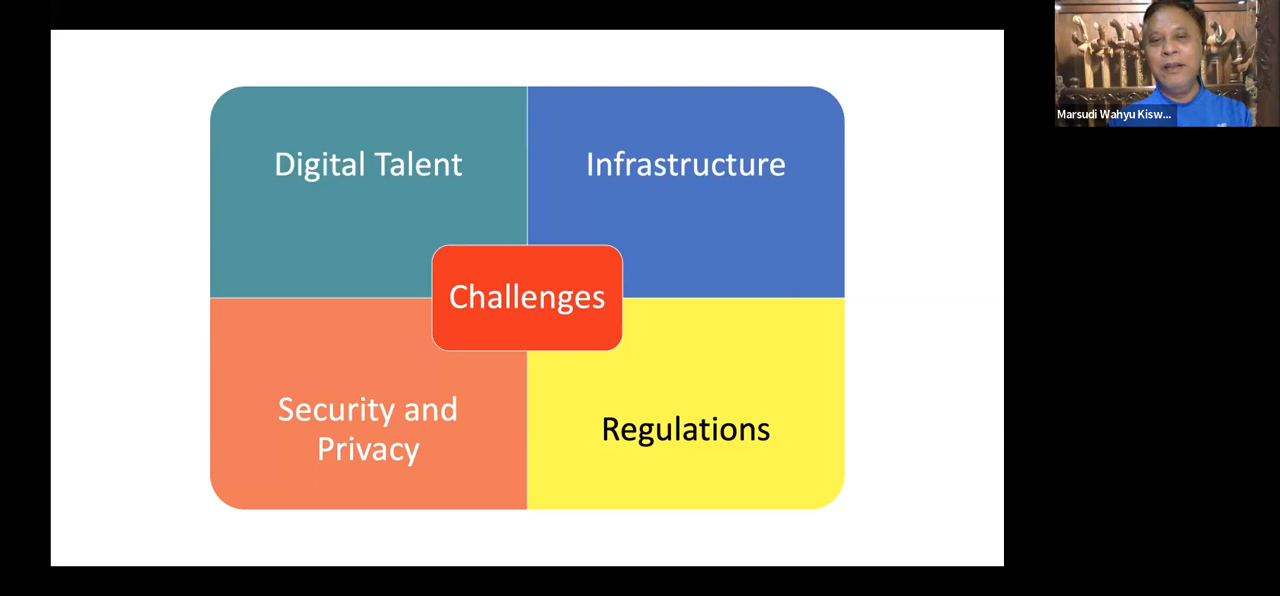 Digital Talent
Infrastructure
Challenges
Security and
Privacy
Regulations
Marsudi Wahyu Kisw...